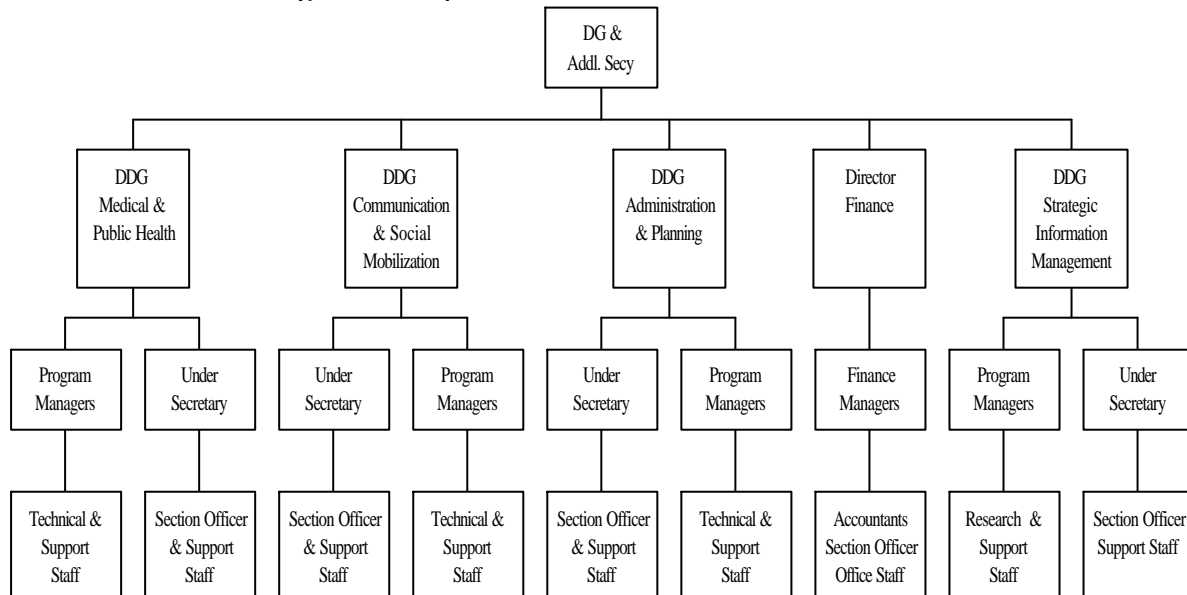 DG &
Addl. Secy
DDG
Medical &
Public Health
DDG
Communication
& Social
Mobilization
DDG
Administration
& Planning
Director
Finance
DDG
Strategic
Information
Management
Program
Managers
Under
Secretary
Under
Secretary
Program
Managers
Under
Secretary
Program
Managers
Finance
Managers
Program
Managers
Under
Secretary
Technical &
Support
Staff
Section Officer
& Support
Staff
Section Officer
& Support
Staff
Technical &
Support
Staff
Section Officer
& Support
Staff
Technical &
Support
Staff
Accountants
Section Officer
Office Staff
Research &
Support
Staff
Section Officer
Support Staff